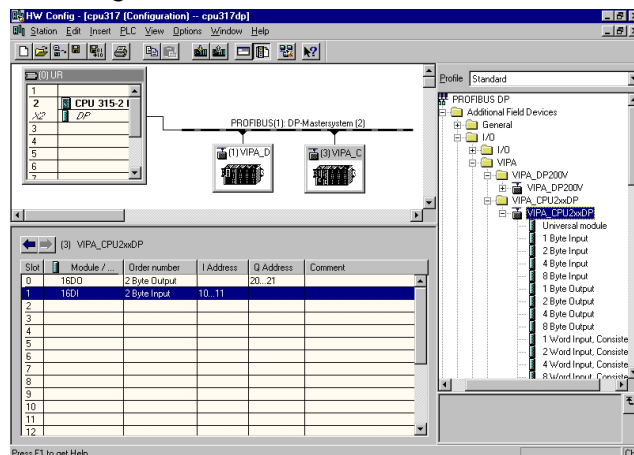 HW Config - [cpu317 (Configuration) -- cpu317dp]
Station Edit Insert PLC View Options Window Help
(0) UR
1
2 CPU 315-2
X2 DP
3
4
5
6
7
PROFIBUS(1): DP-Mastersystem (2)
(1) VIPA_D
(3) VIPA_C
Profile Standard
PROFIBUS DP
Additional Field Devices
General
I/O
I/O
VIPA
VIPA_DP200V
VIPA_DP200V
VIPA_CPU2xxDP
VIPA_CPU2xxDP
Universal module
1 Byte Input
2 Byte Input
4 Byte Input
8 Byte Input
1 Byte Output
2 Byte Output
4 Byte Output
8 Byte Output
1 Word Input, Consiste
2 Word Input, Consiste
4 Word Input, Consiste
8 Word Input, Consiste
(3) VIPA_CPU2xxDP
Slot Module / ... Order number I Address Q Address Comment
0 16DO 2 Byte Output 20...21
1 16DI 2 Byte Input 10...11
2
3
4
5
6
7
8
9
10
11
12
Press F1 to get Help.